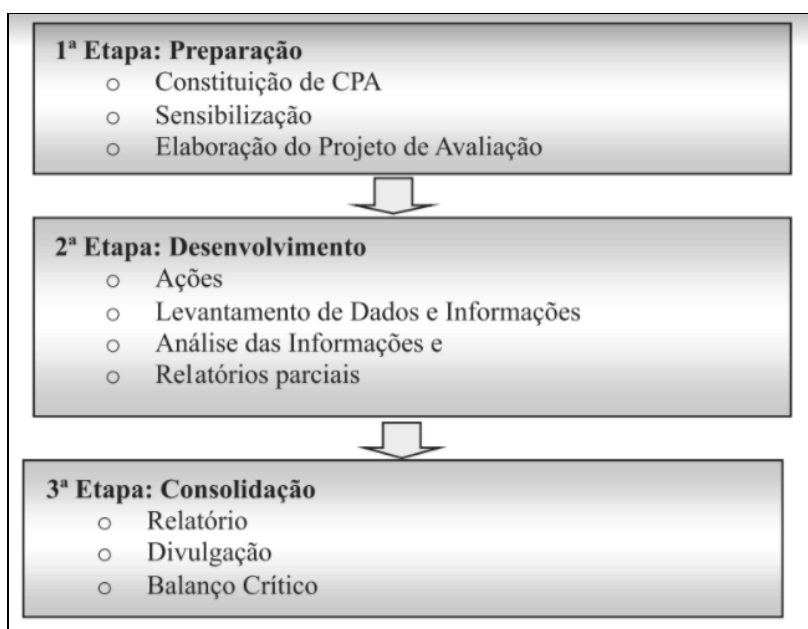 1ª Etapa: Preparação
o Constituição de CPA
o Sensibilização
o Elaboração do Projeto de Avaliação
2ª Etapa: Desenvolvimento
o Ações
o Levantamento de Dados e Informações
o Análise das Informações e
o Relatórios parciais
3ª Etapa: Consolidação
o Relatório
o Divulgação
o Balanço Crítico